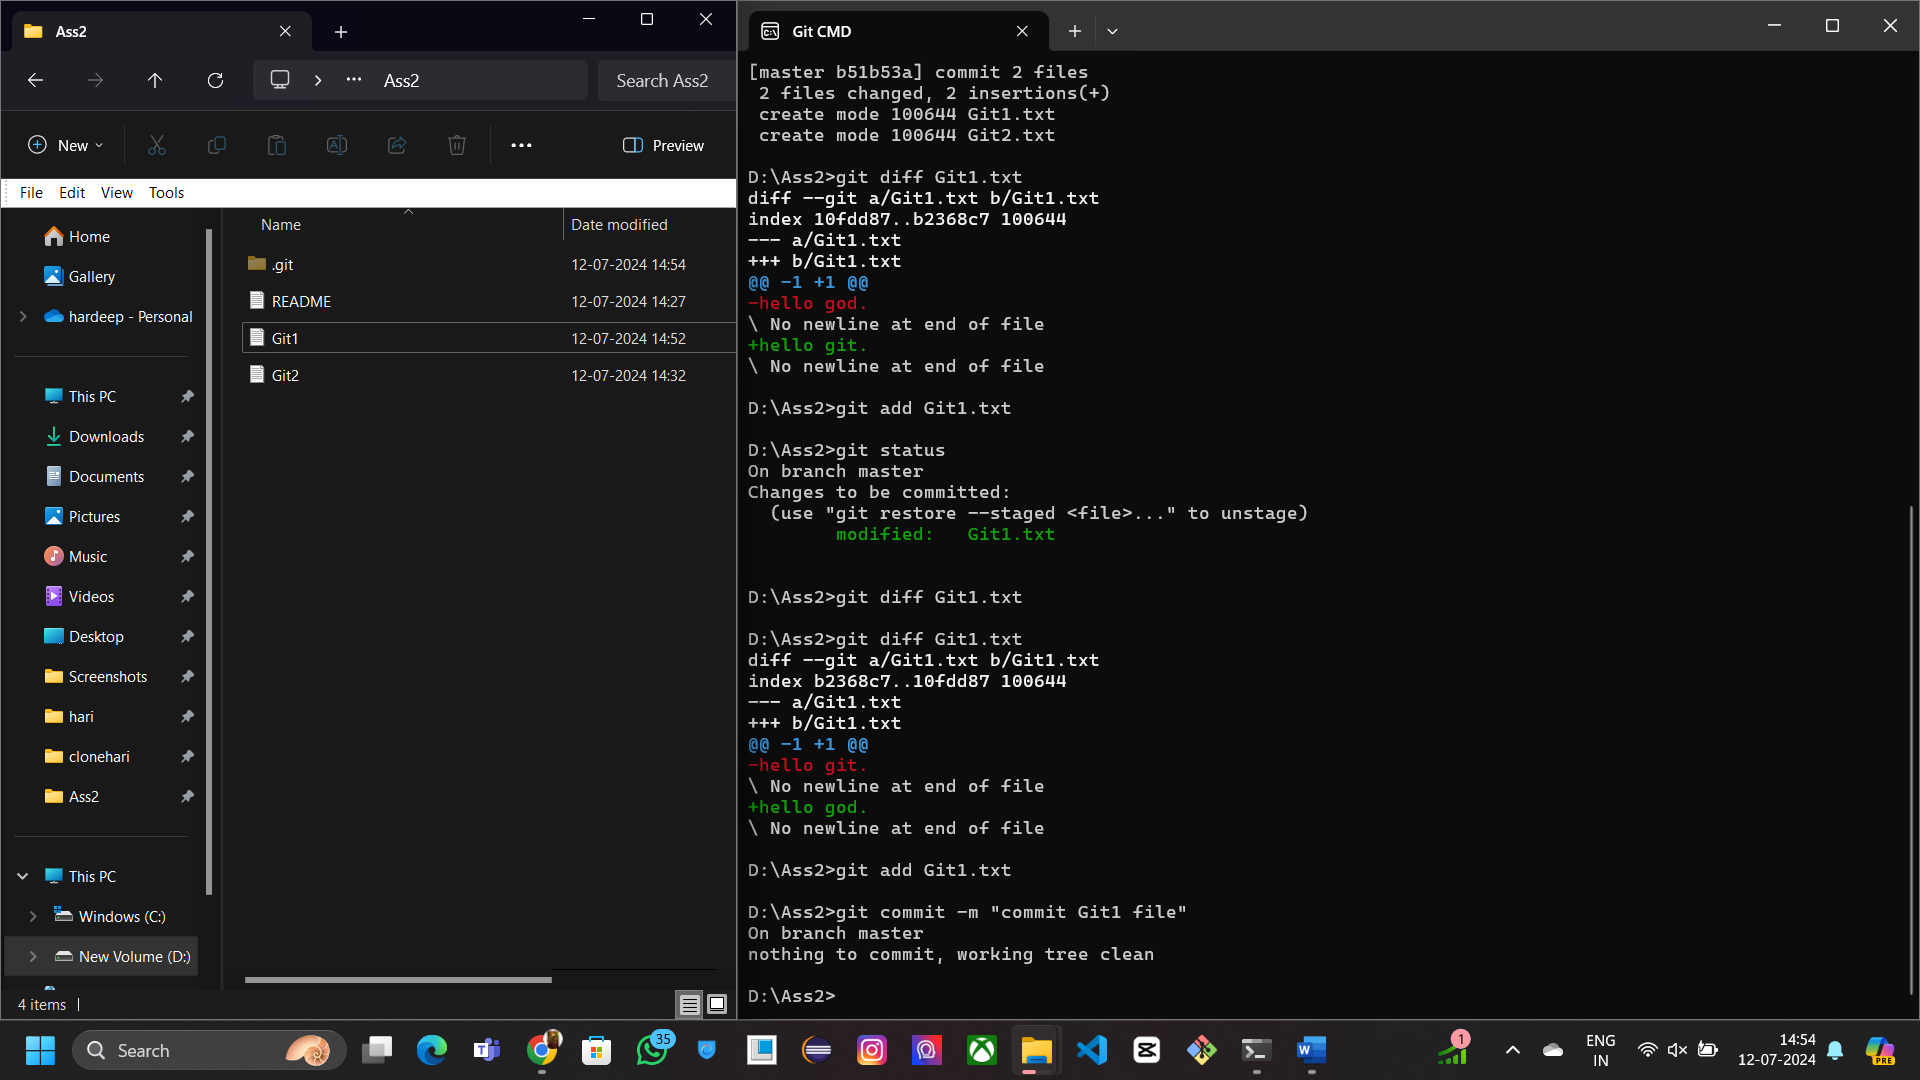 Ass2
Ass2
Search Ass2
New
Preview
File Edit View Tools
Name Date modified
.git 12-07-2024 14:54
README 12-07-2024 14:27
Git1 12-07-2024 14:52
Git2 12-07-2024 14:32
Home
Gallery
hardeep - Personal
This PC
Downloads
Documents
Pictures
Music
Videos
Desktop
Screenshots
hari
clonehari
Ass2
This PC
Windows (C:)
New Volume (D:)
4 items
Git CMD
[master b51b53a] commit 2 files
2 files changed, 2 insertions(+)
create mode 100644 Git1.txt
create mode 100644 Git2.txt
D:\Ass2>git diff Git1.txt
diff --git a/Git1.txt b/Git1.txt
index 10fdd87..b2368c7 100644
--- a/Git1.txt
+++ b/Git1.txt
@@ -1 +1 @@
-hello god.
\ No newline at end of file
+hello git.
\ No newline at end of file
D:\Ass2>git add Git1.txt
D:\Ass2>git status
On branch master
Changes to be committed:
(use "git restore --staged <file>..." to unstage)
modified: Git1.txt
D:\Ass2>git diff Git1.txt
D:\Ass2>git diff Git1.txt
diff --git a/Git1.txt b/Git1.txt
index b2368c7..10fdd87 100644
--- a/Git1.txt
+++ b/Git1.txt
@@ -1 +1 @@
-hello git.
\ No newline at end of file
+hello god.
\ No newline at end of file
D:\Ass2>git add Git1.txt
D:\Ass2>git commit -m "commit Git1 file"
On branch master
nothing to commit, working tree clean
D:\Ass2>
Search
35
1
ENG
IN
14:54
12-07-2024
PRE